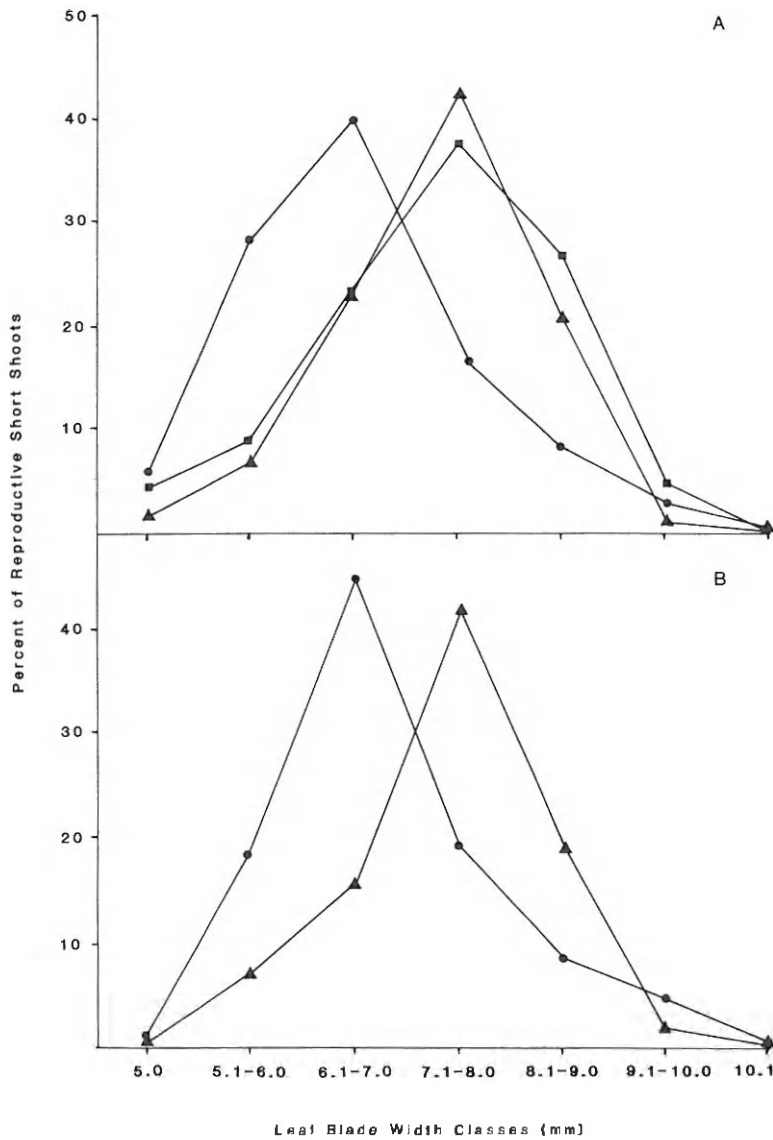 A
50
40
30
20
10
Percent of Reproductive Short Shoots
B
40
30
20
10
5.0 5.1-6.0 6.1-7.0 7.1-8.0 8.1-9.0 9.1-10.0 10.1
Leaf Blade Width Classes (mm)